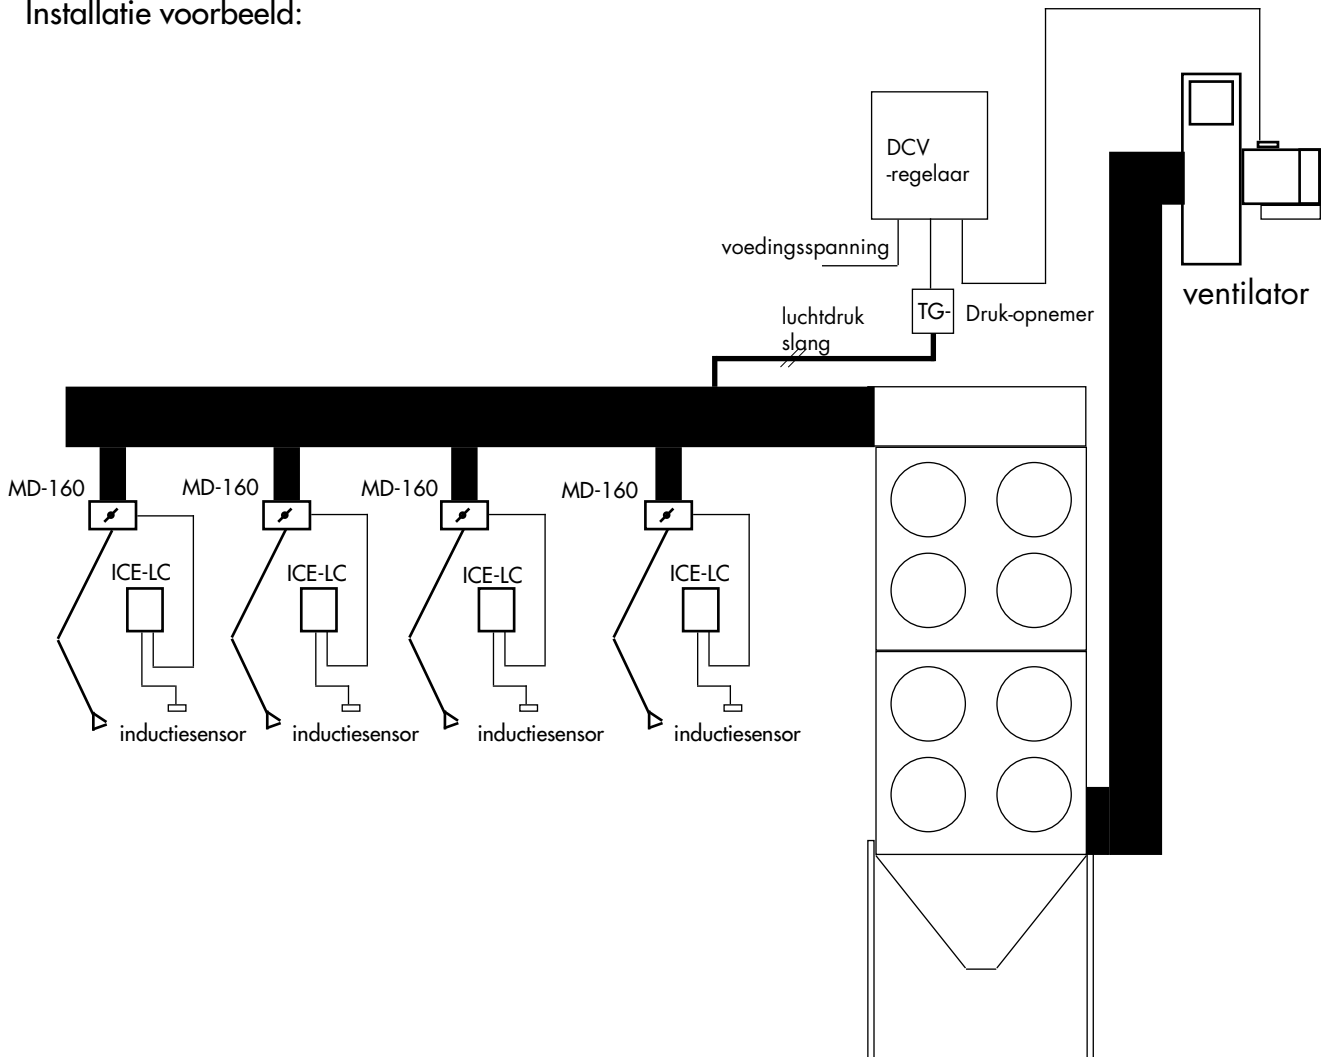 Installatie voorbeeld:
DCV
-regelaar
voedingsspanning
ventilator
TG-
Druk-opnemer
luchtdruk
slang
MD-160
MD-160
MD-160
MD-160
ICE-LC
ICE-LC
ICE-LC
ICE-LC
inductiesensor
inductiesensor
inductiesensor
inductiesensor